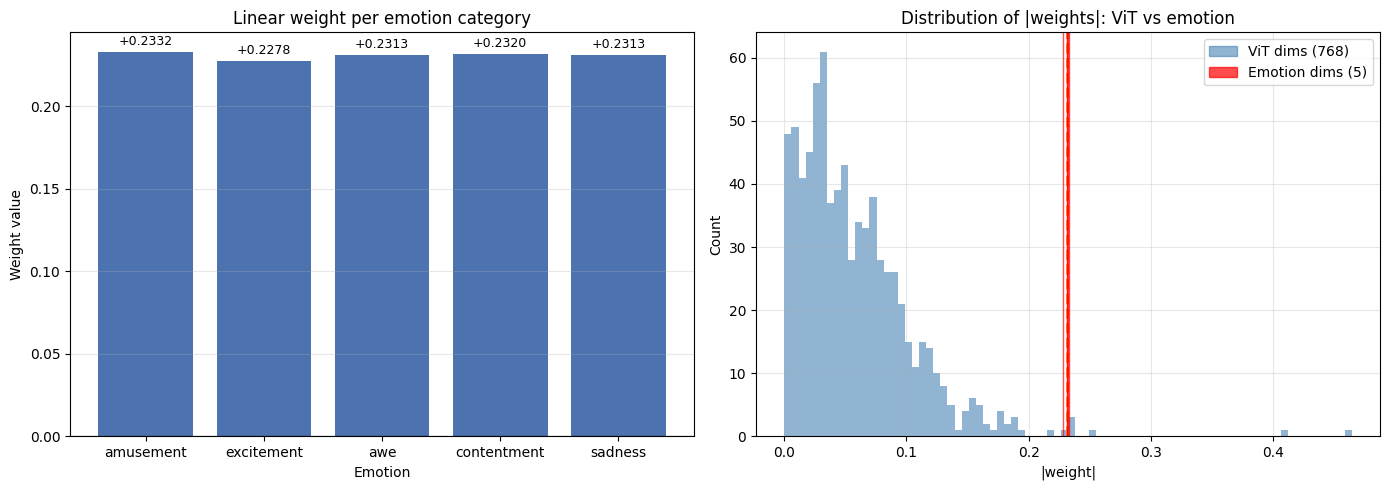 Linear weight per emotion category
+0.2332
+0.2278
+0.2313
+0.2320
+0.2313
0.20
0.15
0.10
0.05
0.00
Weight value
amusement
excitement
awe
contentment
sadness
Emotion
Distribution of |weights|: ViT vs emotion
ViT dims (768)
Emotion dims (5)
60
50
40
30
20
10
0
Count
0.0
0.1
0.2
0.3
0.4
|weight|